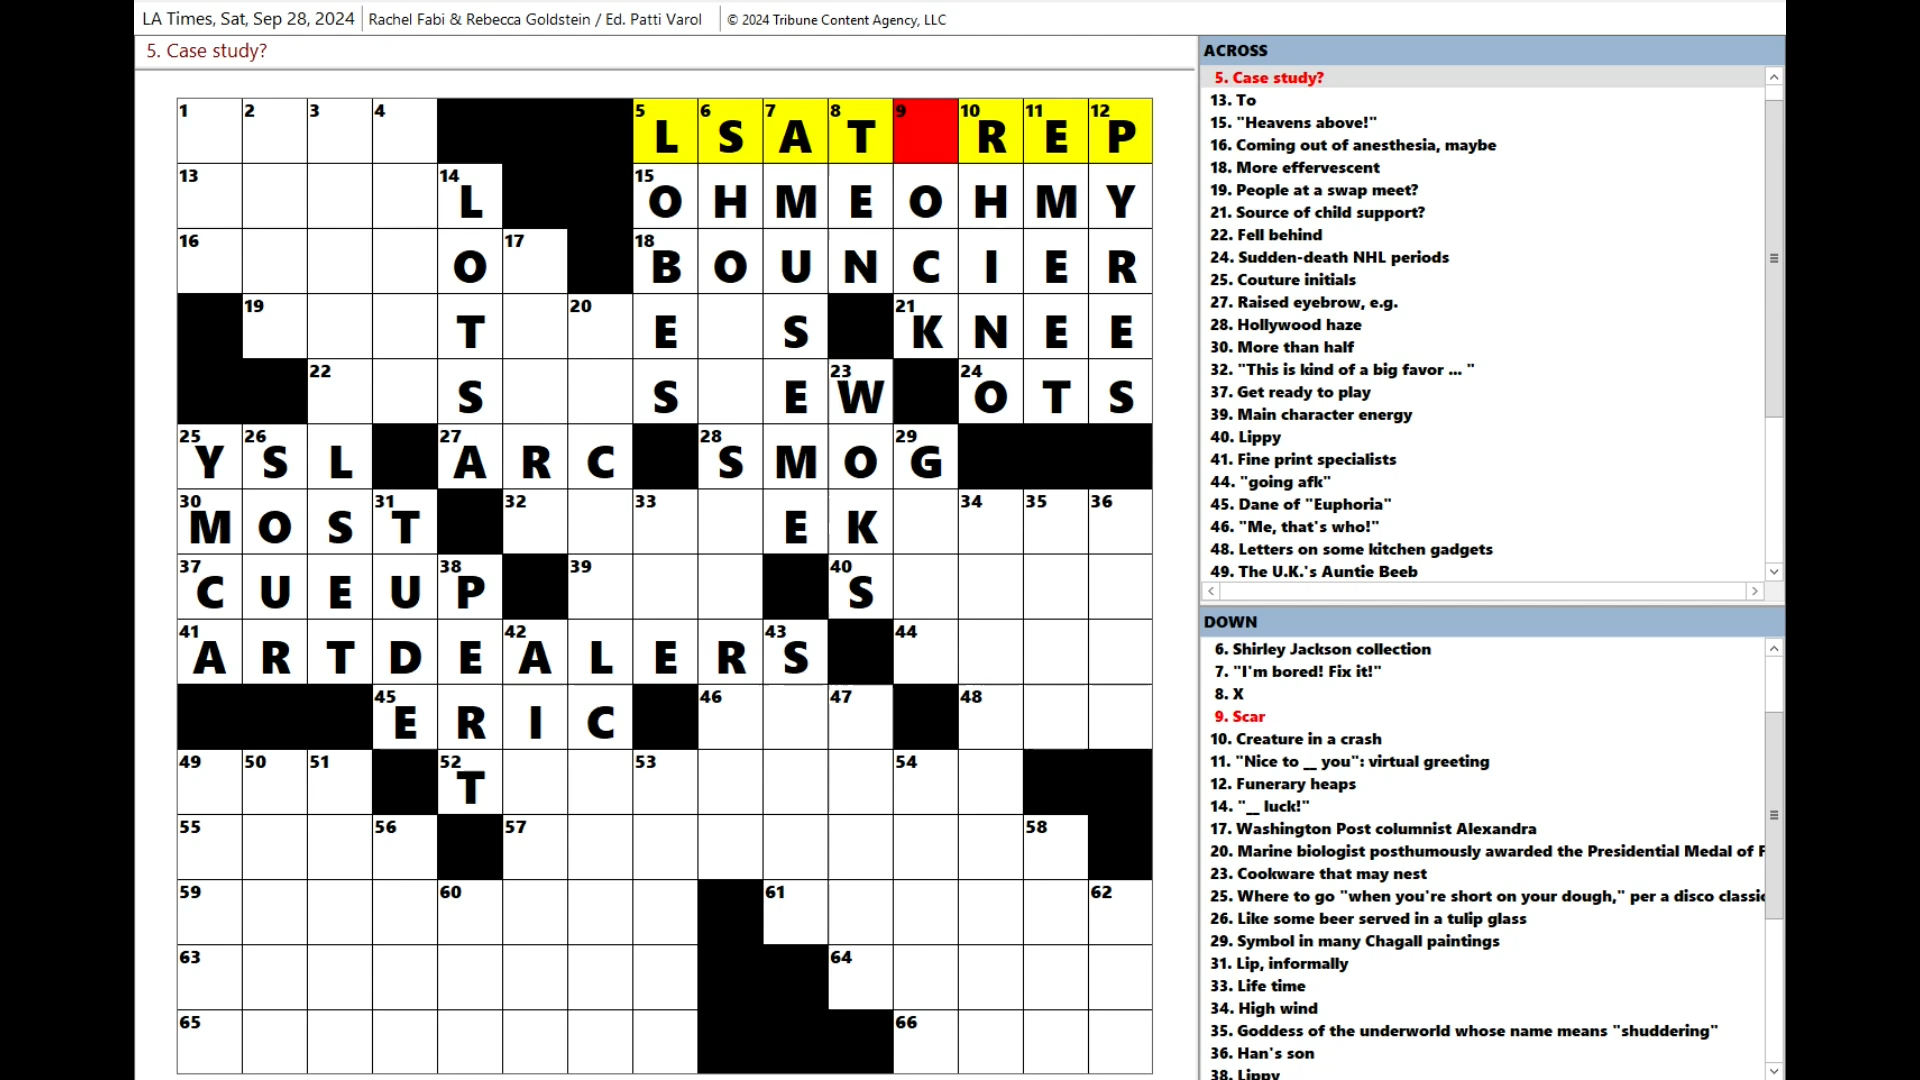 LA Times, Sat, Sep 28, 2024 Rachel Fabi & Rebecca Goldstein / Ed. Patti Varol © 2024 Tribune Content Agency, LLC
5. Case study?
1 2 3 4 5 L 6 S 7 A 8 T 9 10 R 11 E 12 P
13 14 L 15 O H M E O H M Y
16 O 17 18 B O U N C I E R
19 T 20 E S 21 K N E E
22 S S E 23 W 24 O T S
25 Y 26 S L 27 A R C 28 S M O 29 G
30 M O S 31 T 32 33 E K 34 35 36
37 C U E U 38 P 39 40 S
41 A R T D E 42 A L E R 43 S 44
45 E R I C 46 47 48
49 50 51 52 T 53 54
55 56 57 58
59 60 61 62
63 64
65 66
ACROSS
5. Case study?
13. To
15. "Heavens above!"
16. Coming out of anesthesia, maybe
18. More effervescent
19. People at a swap meet?
21. Source of child support?
22. Fell behind
24. Sudden-death NHL periods
25. Couture initials
27. Raised eyebrow, e.g.
28. Hollywood haze
30. More than half
32. "This is kind of a big favor ... "
37. Get ready to play
39. Main character energy
40. Lippy
41. Fine print specialists
44. "going afk"
45. Dane of "Euphoria"
46. "Me, that's who!"
48. Letters on some kitchen gadgets
49. The U.K.'s Auntie Beeb
DOWN
6. Shirley Jackson collection
7. "I'm bored! Fix it!"
8. X
9. Scar
10. Creature in a crash
11. "Nice to __ you": virtual greeting
12. Funerary heaps
14. "__ luck!"
17. Washington Post columnist Alexandra
20. Marine biologist posthumously awarded the Presidential Medal of F
23. Cookware that may nest
25. Where to go "when you're short on your dough," per a disco classic
26. Like some beer served in a tulip glass
29. Symbol in many Chagall paintings
31. Lip, informally
33. Life time
34. High wind
35. Goddess of the underworld whose name means "shuddering"
36. Han's son
38. Lippy